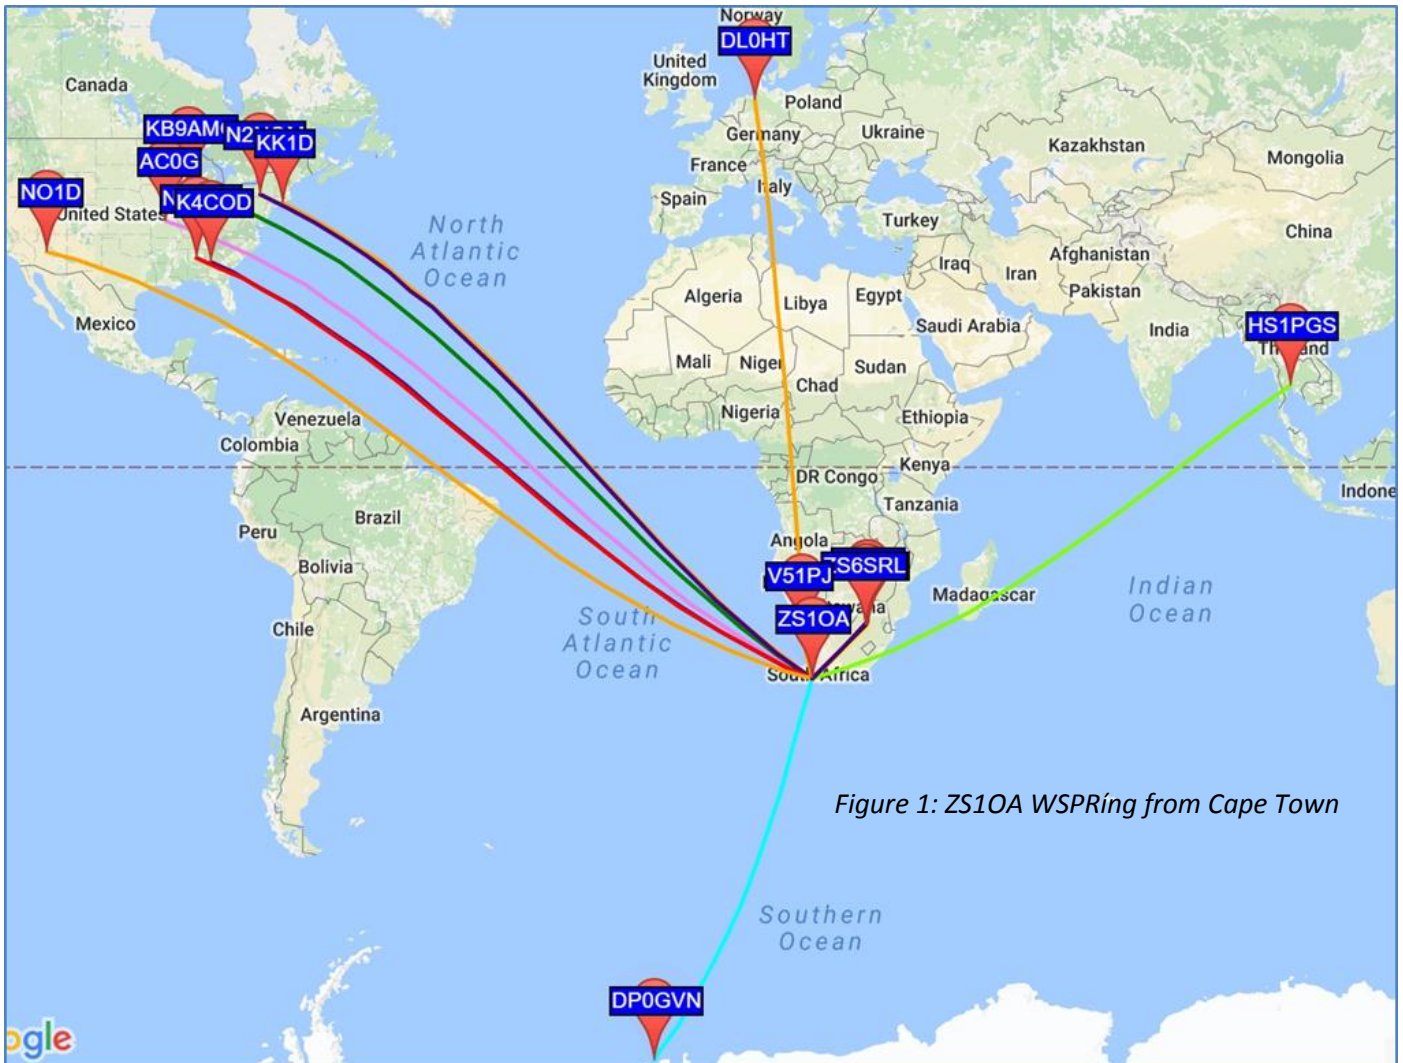 Norway
DL0HT
United
Kingdom
Canada
Poland
KB9AM
N2
KK1D
Germany
Ukraine
Kazakhstan
Mongolia
AC0G
France
Italy
NO1D
K4COD
Spain
United States
North
Atlantic
Ocean
Turkey
China
Iraq
Iran
Afghanistan
Pakistan
Algeria
Libya
Egypt
Mexico
Saudi Arabia
India
HS1PGS
Thailand
Mali
Niger
Chad
Sudan
Nigeria
Ethiopia
Venezuela
Colombia
DR Congo
Kenya
Tanzania
Indone
Brazil
Peru
Angola
Bolivia
V51PJ
ZS6SRL
Madagascar
Indian
Ocean
ZS1OA
South
Atlantic
Ocean
Chile
South Africa
Argentina
Figure 1: ZS1OA WSPRíng from Cape Town
Southern
Ocean
DP0GVN
ogle